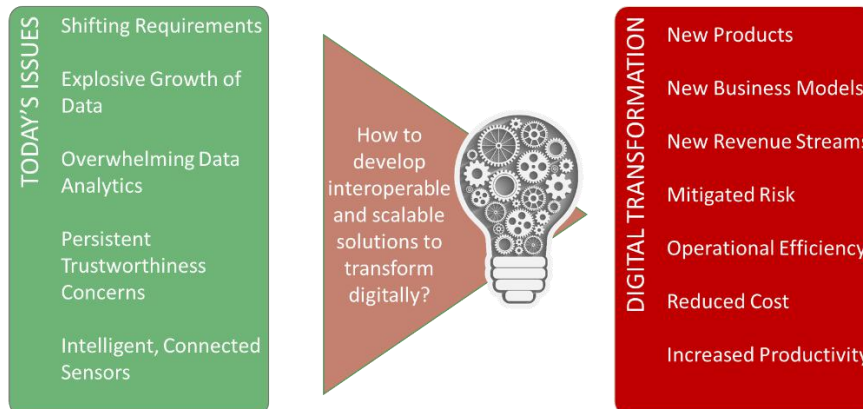 TODAY'S ISSUES
Shifting Requirements
Explosive Growth of
Data
Overwhelming Data
Analytics
Persistent
Trustworthiness
Concerns
Intelligent, Connected
Sensors
How to
develop
interoperable
and scalable
solutions to
transform
digitally?
DIGITAL TRANSFORMATION
New Products
New Business Models
New Revenue Streams
Mitigated Risk
Operational Efficiency
Reduced Cost
Increased Productivity